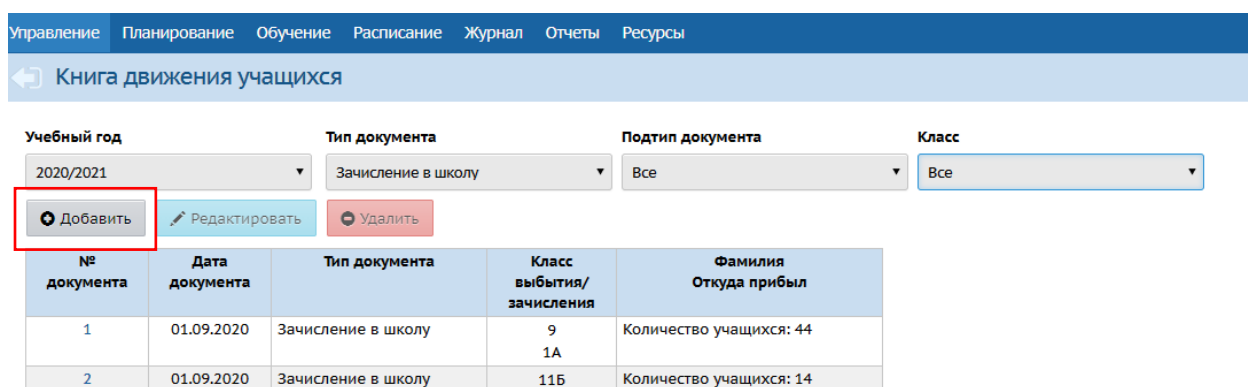 Управление Планирование Обучение Расписание Журнал Отчеты Ресурсы
Книга движения учащихся
Учебный год Тип документа Подтип документа Класс
2020/2021 Зачисление в школу Все Все
Добавить Редактировать Удалить
№ Дата Тип документа Класс Фамилия
документа документа выбытия/ Откуда прибыл
зачисления
1 01.09.2020 Зачисление в школу 9 Количество учащихся: 44
1А
2 01.09.2020 Зачисление в школу 11Б Количество учащихся: 14